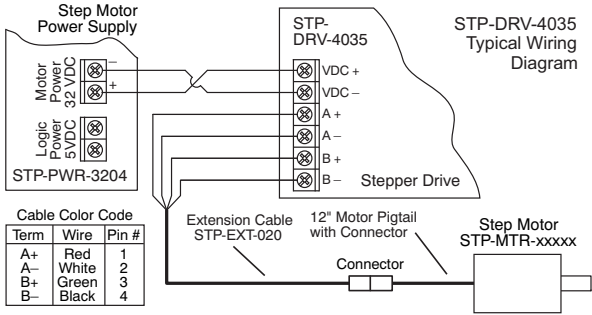 Step Motor
Power Supply
Motor
Power
32 VDC
–
+
Logic
Power
5VDC
STP-PWR-3204
STP-
DRV-4035
VDC +
VDC –
A +
A –
B +
B –
Stepper Drive
STP-DRV-4035
Typical Wiring
Diagram
Cable Color Code
Term Wire Pin #
A+ Red 1
A– White 2
B+ Green 3
B– Black 4
Extension Cable
STP-EXT-020
12" Motor Pigtail
with Connector
Connector
Step Motor
STP-MTR-xxxxx